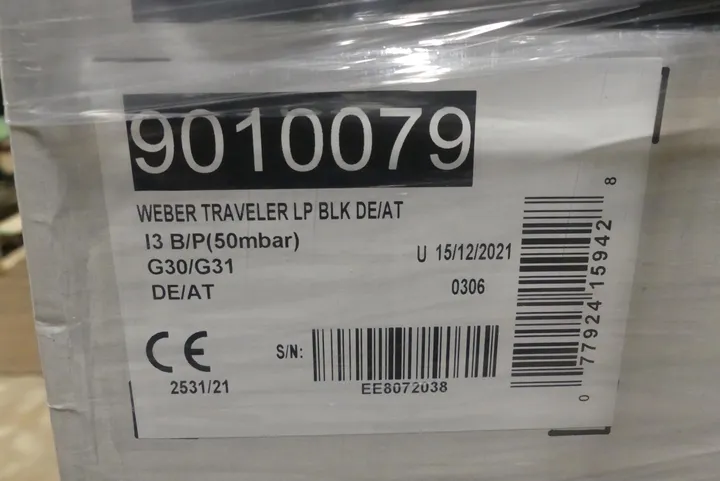 9010079
WEBER TRAVELER LP BLK DE/AT
I3 B/P(50mbar)
G30/G31
DE/AT
U 15/12/2021
0306
CE
2531/21
S/N:
EE8072038
0 77924 15942 8